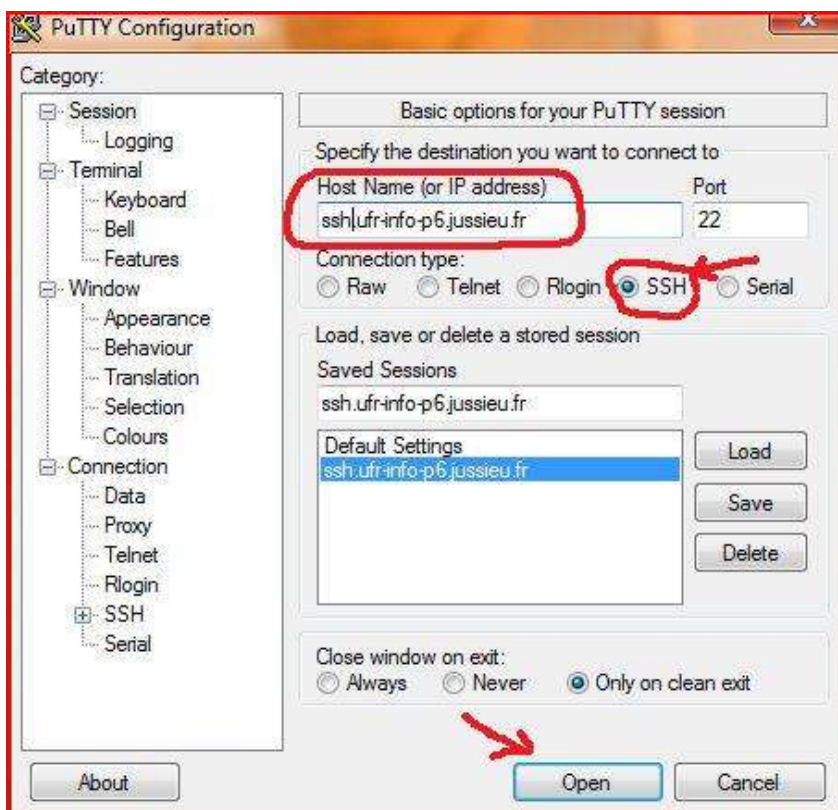 PuTTY Configuration
Category:
Session
Logging
Terminal
Keyboard
Bell
Features
Window
Appearance
Behaviour
Translation
Selection
Colours
Connection
Data
Proxy
Telnet
Rlogin
SSH
Serial
Basic options for your PuTTY session
Specify the destination you want to connect to
Host Name (or IP address) Port
ssh.ufr-info-p6.jussieu.fr 22
Connection type:
Raw Telnet Rlogin SSH Serial
Load, save or delete a stored session
Saved Sessions
ssh.ufr-info-p6.jussieu.fr
Default Settings Load
ssh.ufr-info-p6.jussieu.fr
Save
Delete
Close window on exit:
Always Never Only on clean exit
About Open Cancel